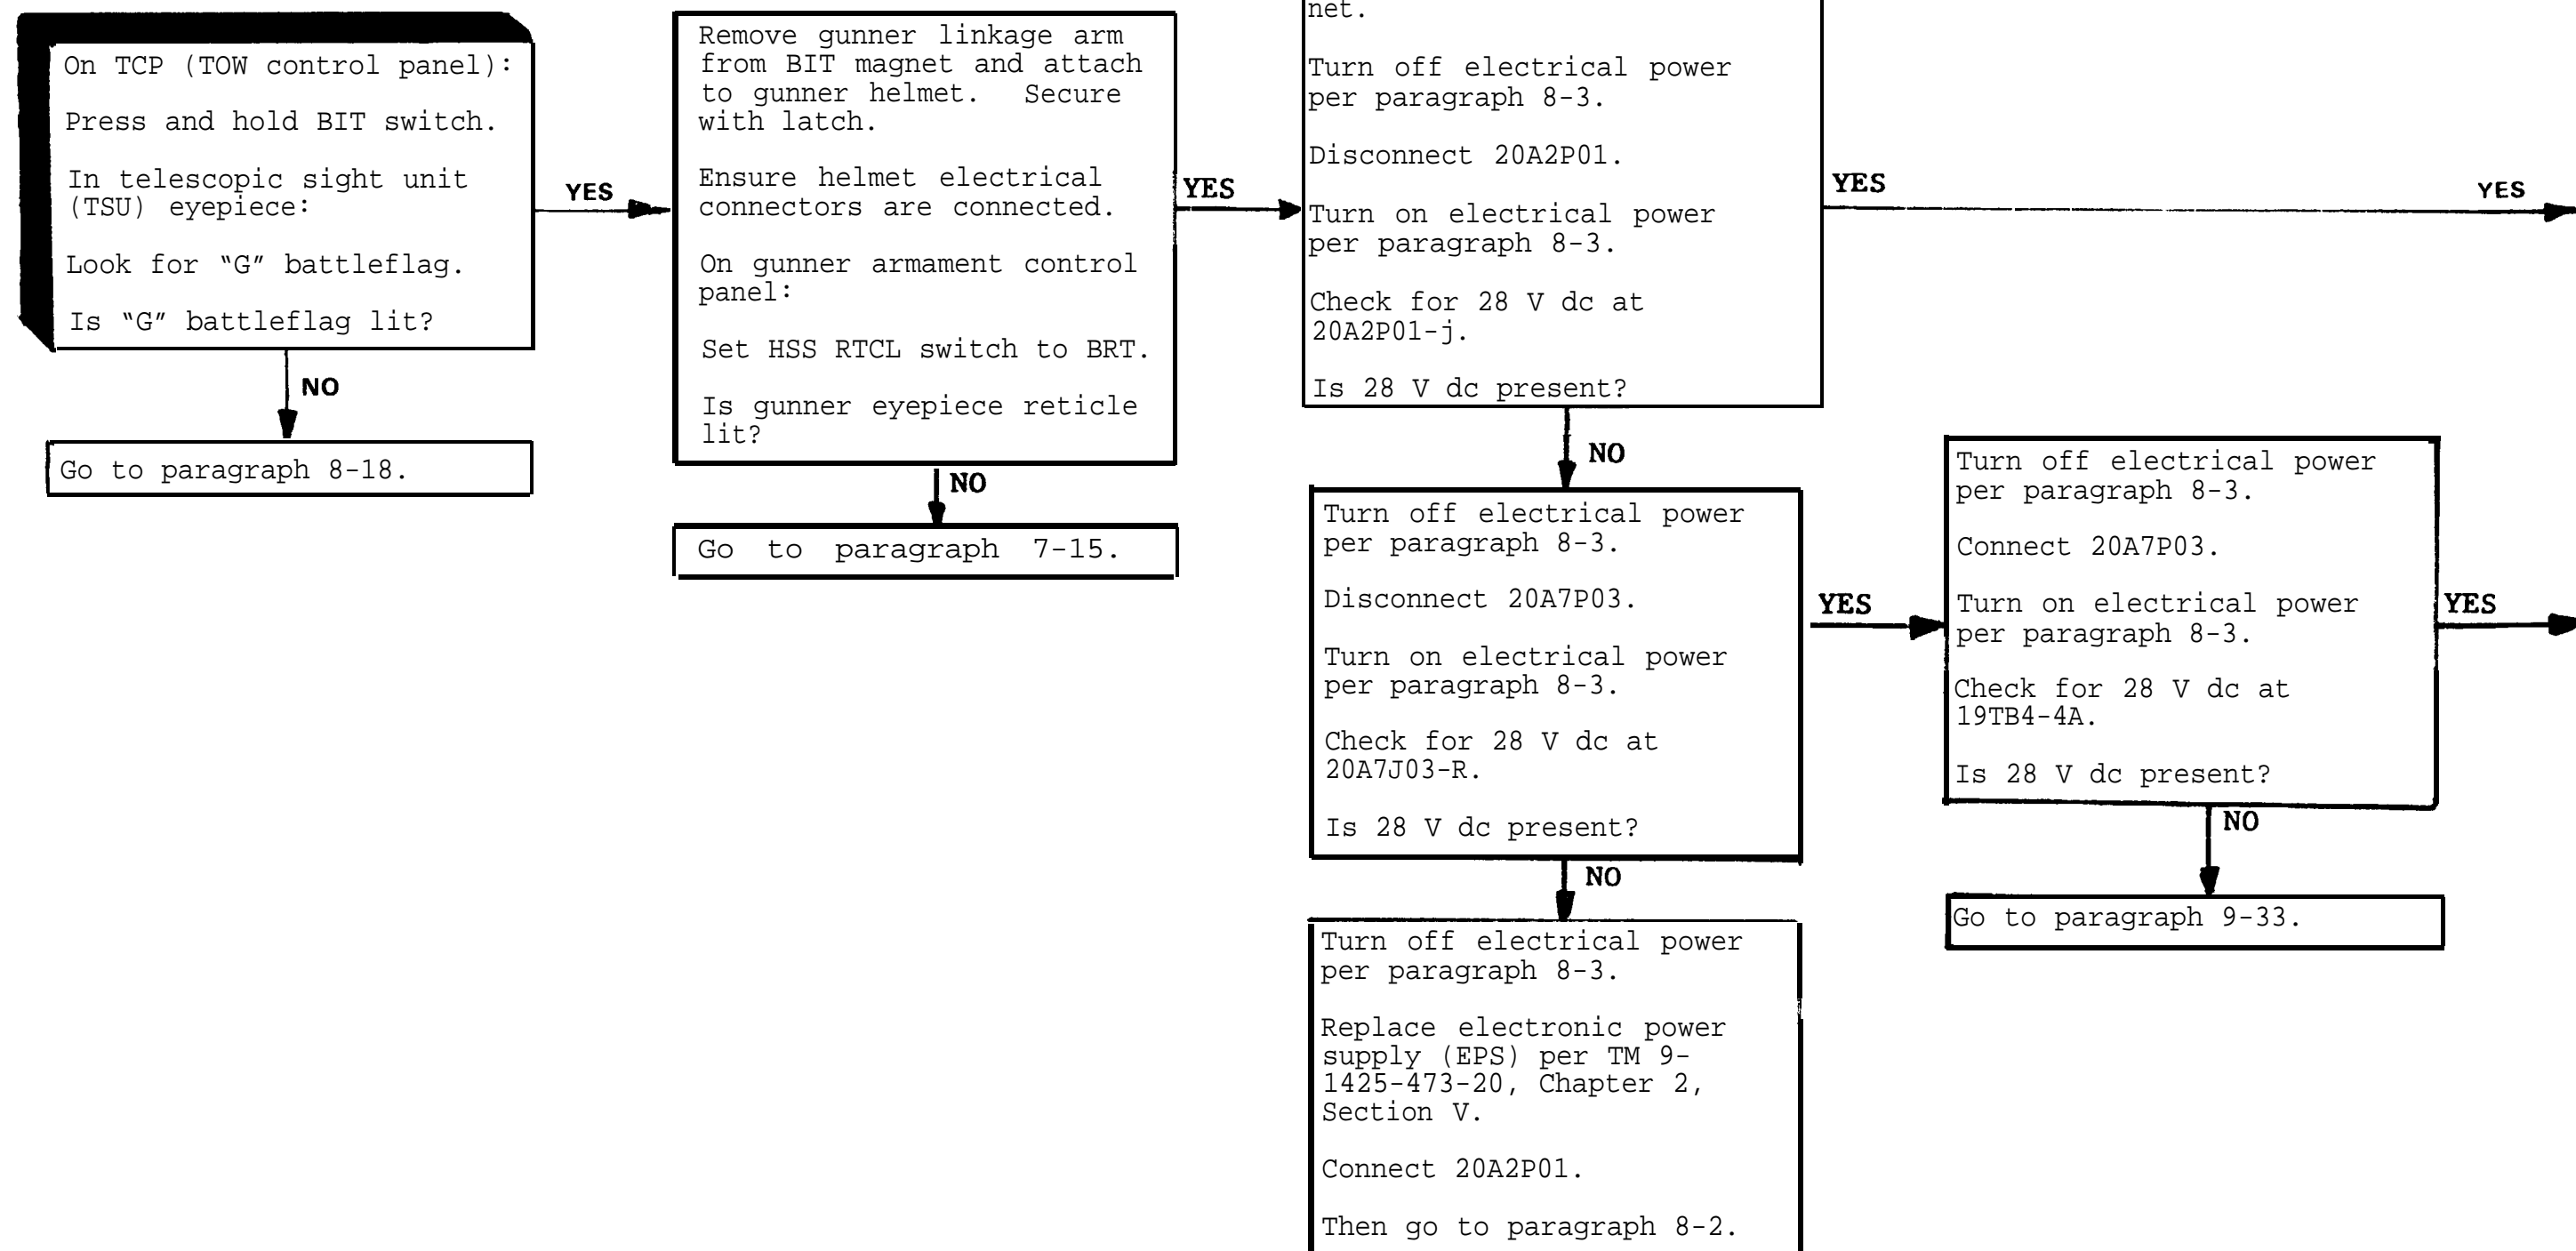 On TCP (TOW control panel):
Press and hold BIT switch.
In telescopic sight unit
(TSU) eyepiece:
Look for "G" battleflag.
Is "G" battleflag lit?
YES
NO
Go to paragraph 8-18.
Remove gunner linkage arm
from BIT magnet and attach
to gunner helmet. Secure
with latch.
Ensure helmet electrical
connectors are connected.
On gunner armament control
panel:
Set HSS RTCL switch to BRT.
Is gunner eyepiece reticle
lit?
YES
NO
Go to paragraph 7-15.
net.
Turn off electrical power
per paragraph 8-3.
Disconnect 20A2P01.
Turn on electrical power
per paragraph 8-3.
Check for 28 V dc at
20A2P01-j.
Is 28 V dc present?
YES
YES
NO
Turn off electrical power
per paragraph 8-3.
Disconnect 20A7P03.
Turn on electrical power
per paragraph 8-3.
Check for 28 V dc at
20A7J03-R.
Is 28 V dc present?
YES
NO
Turn off electrical power
per paragraph 8-3.
Replace electronic power
supply (EPS) per TM 9-
1425-473-20, Chapter 2,
Section V.
Connect 20A2P01.
Then go to paragraph 8-2.
Turn off electrical power
per paragraph 8-3.
Connect 20A7P03.
Turn on electrical power
per paragraph 8-3.
Check for 28 V dc at
19TB4-4A.
Is 28 V dc present?
YES
NO
Go to paragraph 9-33.